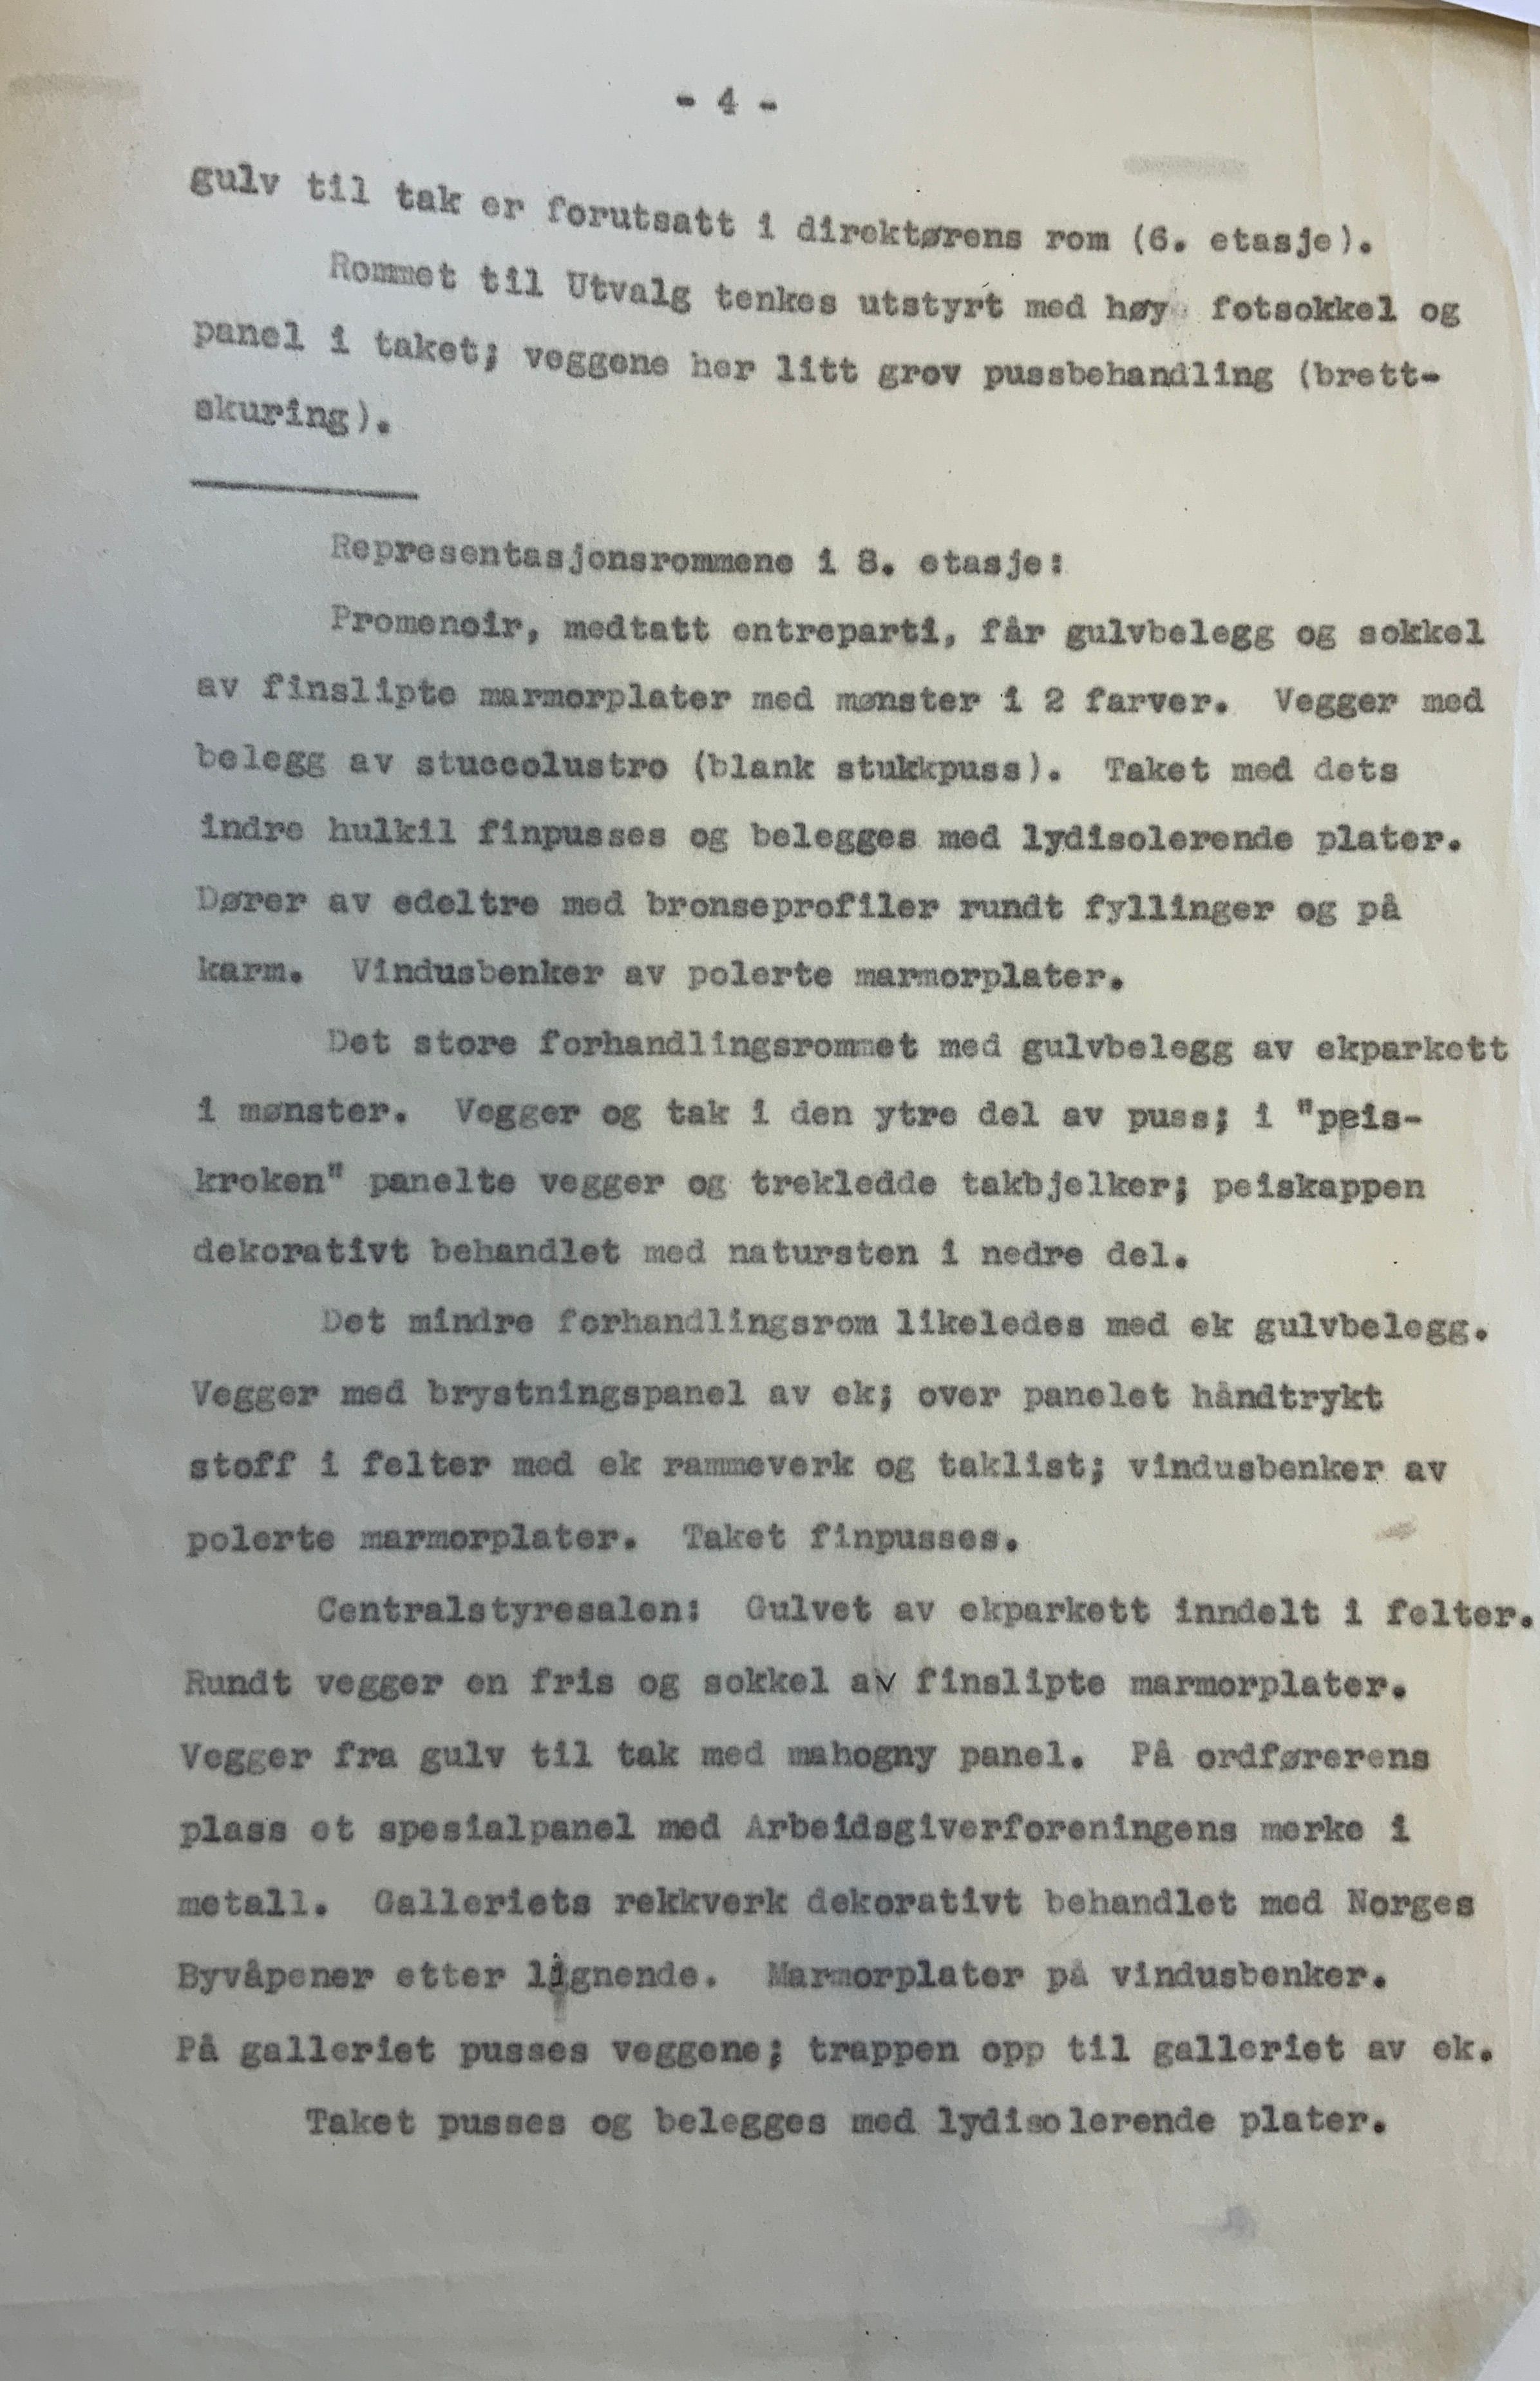 - 4 -
gulv til tak er forutsatt i direktørens rom (6. etasje).
Rommet til Utvalg tenkes utstyrt med høy fotsokkel og
panel i taket; veggene her litt grov pussbehandling (brett-
skuring).
Representasjonsrommene i 8. etasje:
Promenoir, medtatt entreparti, får gulvbelegg og sokkel
av finslipte marmorplater med mønster i 2 farver. Vegger med
belegg av stuccolustro (blank stukkpuss). Taket med dets
indre hulkil finpusses og belegges med lydisolerende plater.
Dører av edeltre med bronseprofiler rundt fyllinger og på
karm. Vindusbenker av polerte marmorplater.
Det store forhandlingsrommet med gulvbelegg av ekparkett
i mønster. Vegger og tak i den ytre del av puss; i "peis-
kroken" panelte vegger og trekledde takbjelker; peiskappen
dekorativt behandlet med natursten i nedre del.
Det mindre forhandlingsrom likeledes med ek gulvbelegg.
Vegger med brystningspanel av ek; over panelet håndtrykt
stoff i felter med ek rammeverk og taklist; vindusbenker av
polerte marmorplater. Taket finpusses.
Centralstyresalen: Gulvet av ekparkett inndelt i felter.
Rundt vegger en fris og sokkel av finslipte marmorplater.
Vegger fra gulv til tak med mahogny panel. På ordførerens
plass et spesialpanel med Arbeidsgiverforeningens merke i
metall. Galleriets rekkverk dekorativt behandlet med Norges
Byvåpener etter lignende. Marmorplater på vindusbenker.
På galleriet pusses veggene; trappen opp til galleriet av ek.
Taket pusses og belegges med lydisolerende plater.